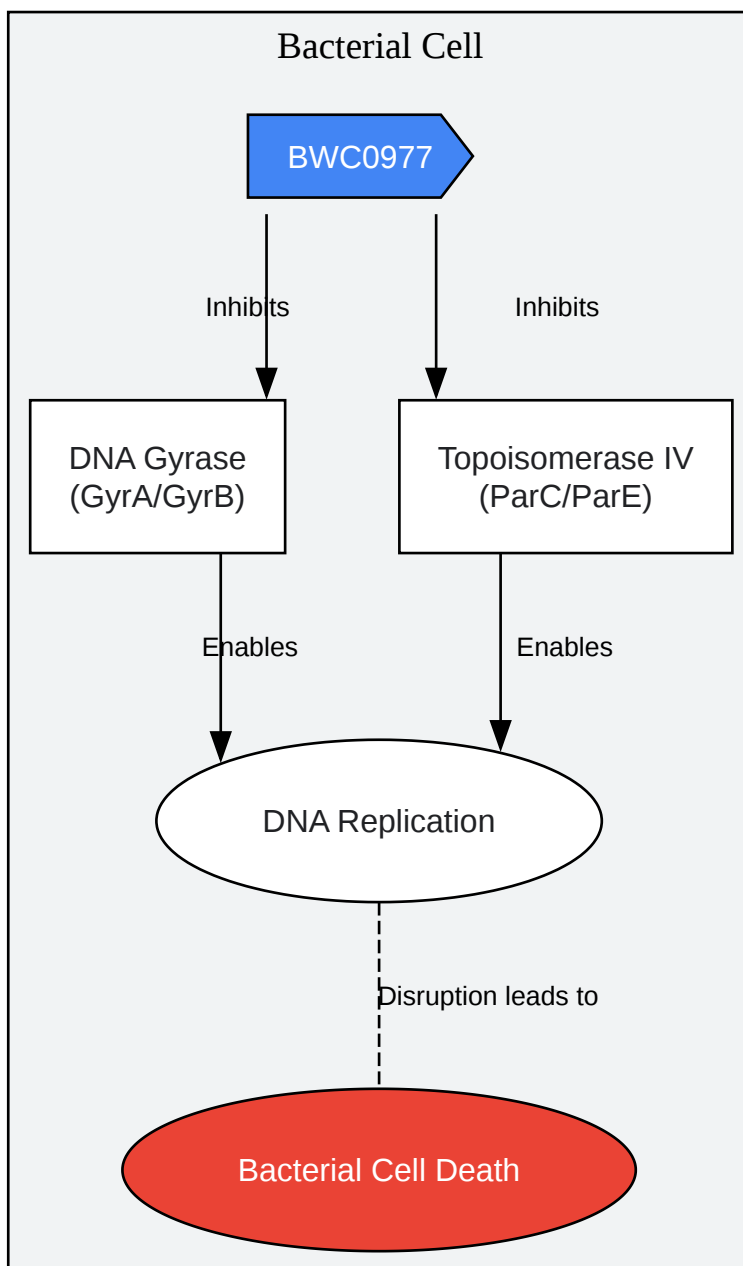 Bacterial Cell
BWC0977
Inhibits
Inhibits
DNA Gyrase
(GyrA/GyrB)
Topoisomerase IV
(ParC/ParE)
Enables
Enables
DNA Replication
Disruption leads to
Bacterial Cell Death